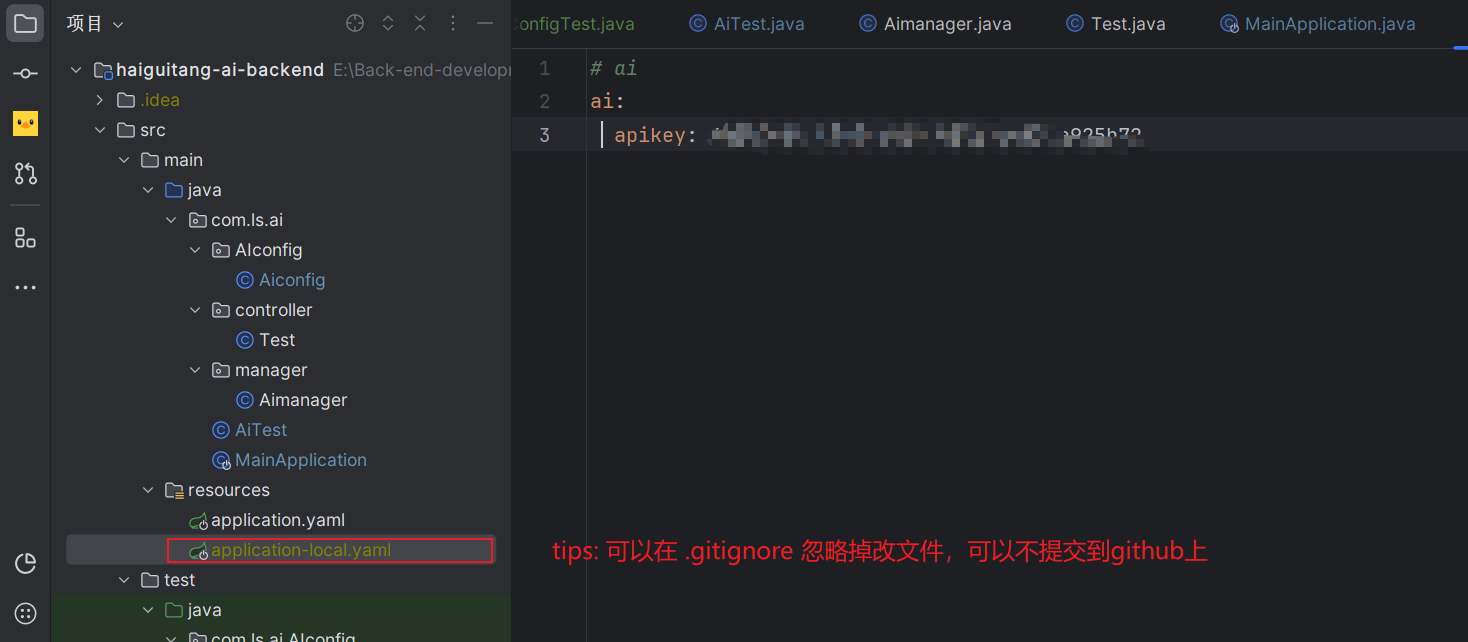 项目
onfigTest.java
AiTest.java
Aimanager.java
Test.java
MainApplication.java
haiguitang-ai-backend E:\Back-end-develop
.idea
src
main
java
com.ls.ai
AIconfig
Aiconfig
controller
Test
manager
Aimanager
AiTest
MainApplication
resources
application.yaml
application-local.yaml
test
java
com.ls.ai.AIconfig
1 # ai
2 ai:
3 apikey:
tips: 可以在 .gitignore 忽略掉改文件，可以不提交到github上